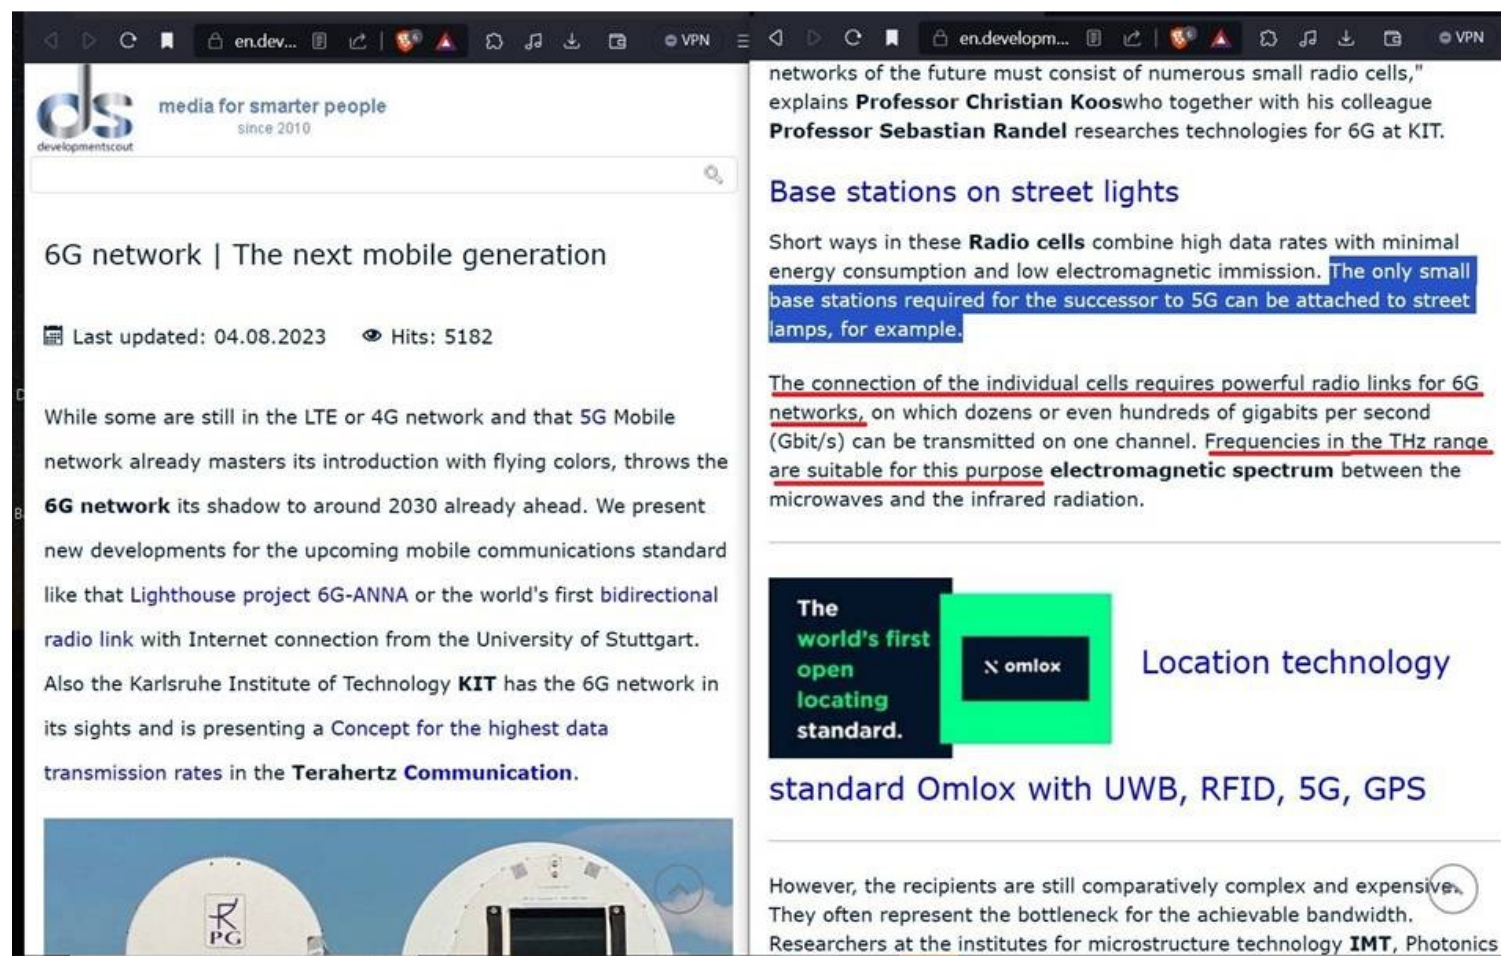 en.dev...
VPN
ds
developmentscout
media for smarter people
since 2010
6G network | The next mobile generation
Last updated: 04.08.2023 Hits: 5182
While some are still in the LTE or 4G network and that 5G Mobile
network already masters its introduction with flying colors, throws the
6G network its shadow to around 2030 already ahead. We present
new developments for the upcoming mobile communications standard
like that Lighthouse project 6G-ANNA or the world's first bidirectional
radio link with Internet connection from the University of Stuttgart.
Also the Karlsruhe Institute of Technology KIT has the 6G network in
its sights and is presenting a Concept for the highest data
transmission rates in the Terahertz Communication.
RPG
en.developm...
VPN
networks of the future must consist of numerous small radio cells,"
explains Professor Christian Kooswho together with his colleague
Professor Sebastian Randel researches technologies for 6G at KIT.
Base stations on street lights
Short ways in these Radio cells combine high data rates with minimal
energy consumption and low electromagnetic immission. The only small
base stations required for the successor to 5G can be attached to street
lamps, for example.
The connection of the individual cells requires powerful radio links for 6G
networks, on which dozens or even hundreds of gigabits per second
(Gbit/s) can be transmitted on one channel. Frequencies in the THz range
are suitable for this purpose electromagnetic spectrum between the
microwaves and the infrared radiation.
The
world's first
open
locating
standard.
omlox
Location technology
standard Omlox with UWB, RFID, 5G, GPS
However, the recipients are still comparatively complex and expensive.
They often represent the bottleneck for the achievable bandwidth.
Researchers at the institutes for microstructure technology IMT, Photonics